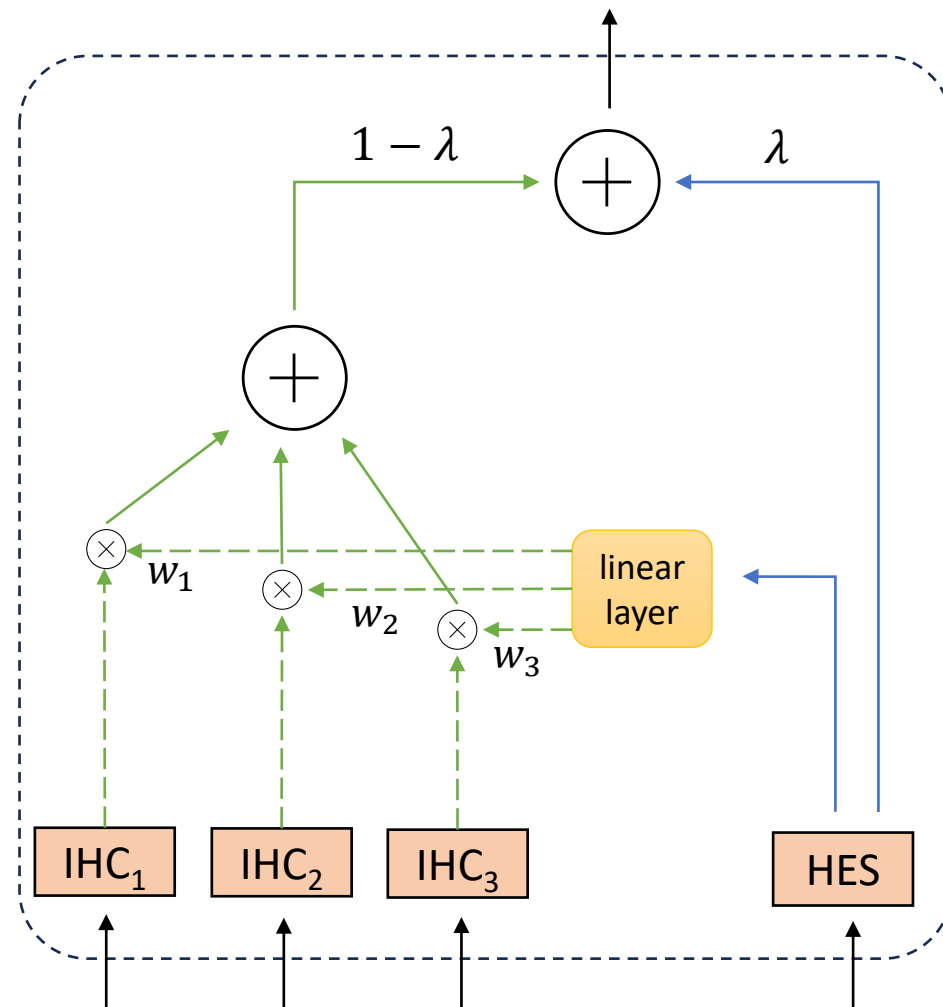 1 − λ
λ
+
+
×
×
×
w₁
w₂
w₃
linear
layer
IHC₁
IHC₂
IHC₃
HES